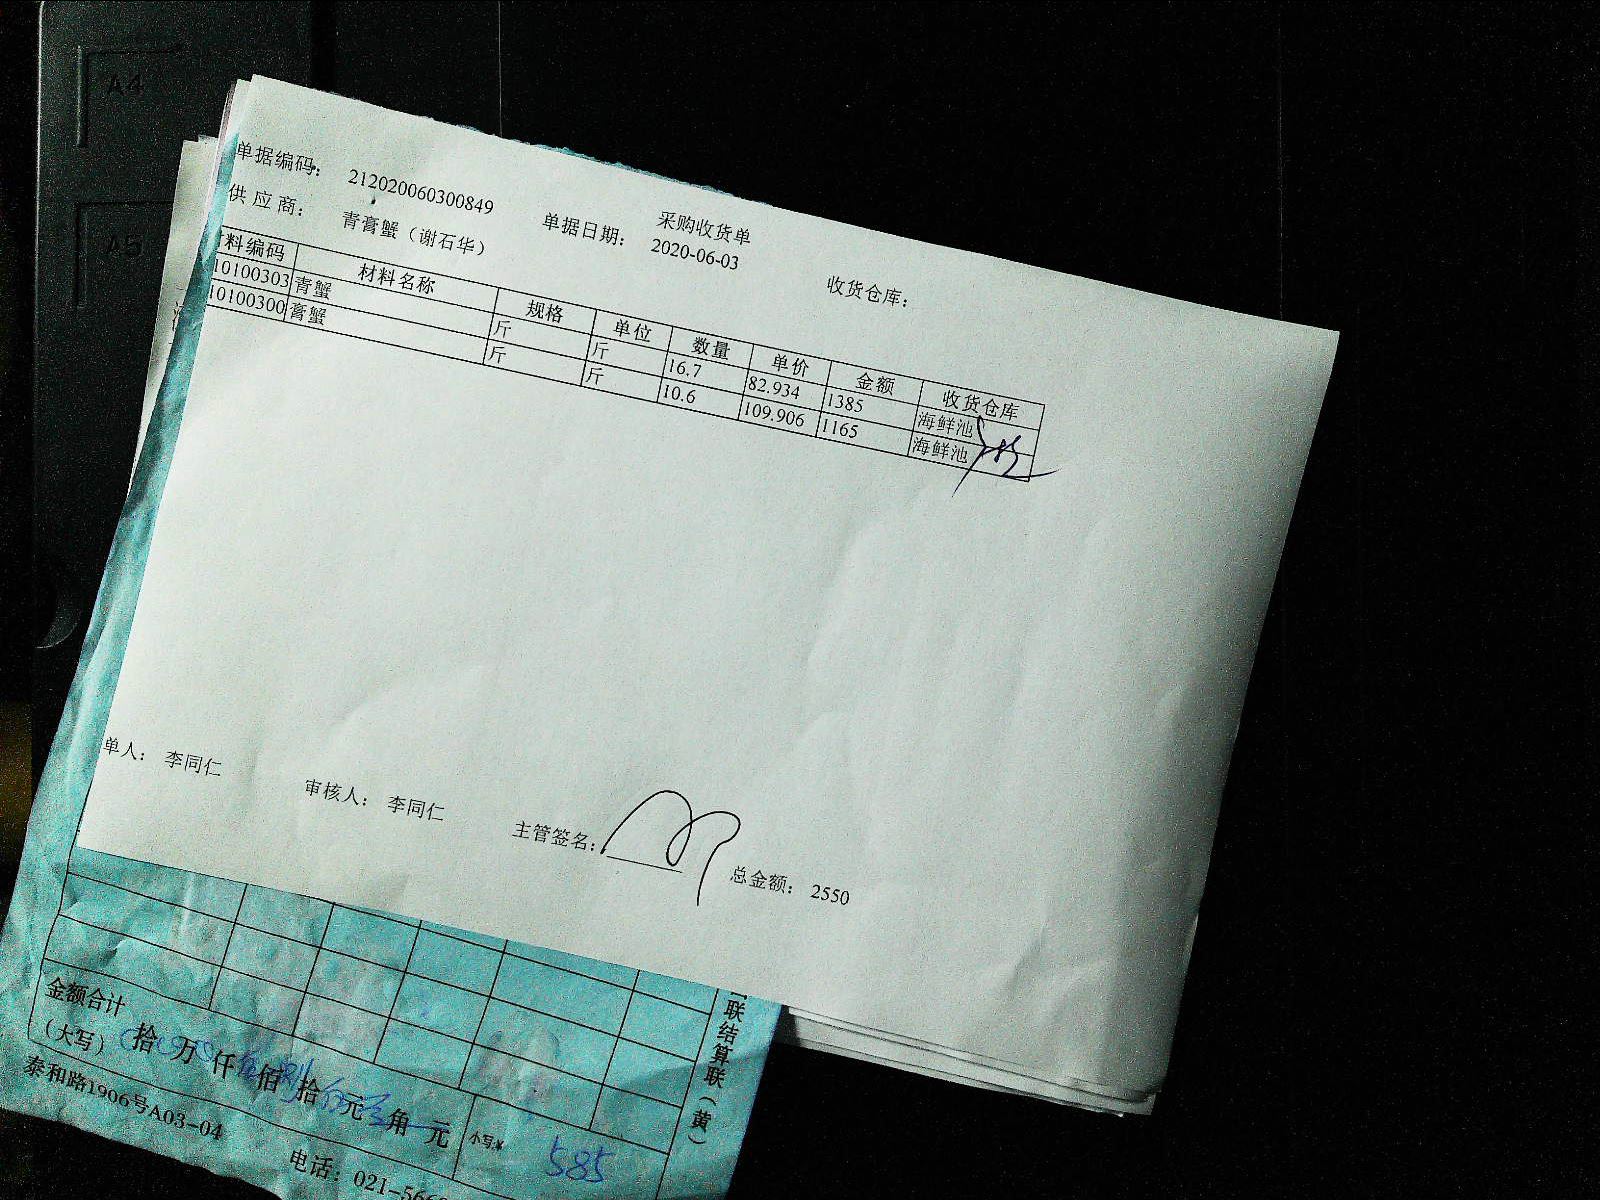 A4
A5
采购收货单
单据编码： 212020060300849 单据日期： 2020-06-03 收货仓库：
供应商： 青膏蟹（谢石华）
料编码 材料名称 规格 单位 数量 单价 金额 收货仓库
10100303 青蟹 斤 斤 16.7 82.934 1385 海鲜池
10100300 膏蟹 斤 斤 10.6 109.906 1165 海鲜池
单人： 李同仁 审核人： 李同仁 主管签名： 总金额： 2550
联结算联（黄）
金额合计
（大写） 拾 万 仟 佰 拾 元 角 元 小写:¥ 585
泰和路1906号A03-04 电话：021-566